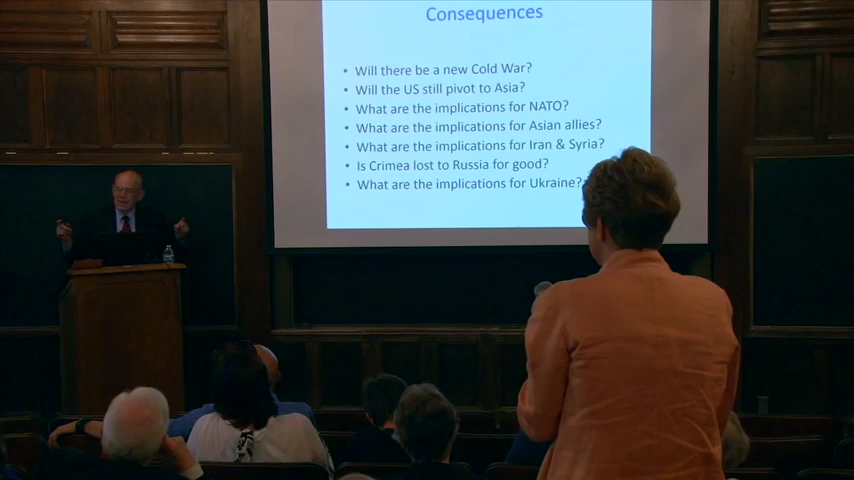 Consequences
• Will there be a new Cold War?
• Will the US still pivot to Asia?
• What are the implications for NATO?
• What are the implications for Asian allies?
• What are the implications for Iran & Syria?
• Is Crimea lost to Russia for good?
• What are the implications for Ukraine?